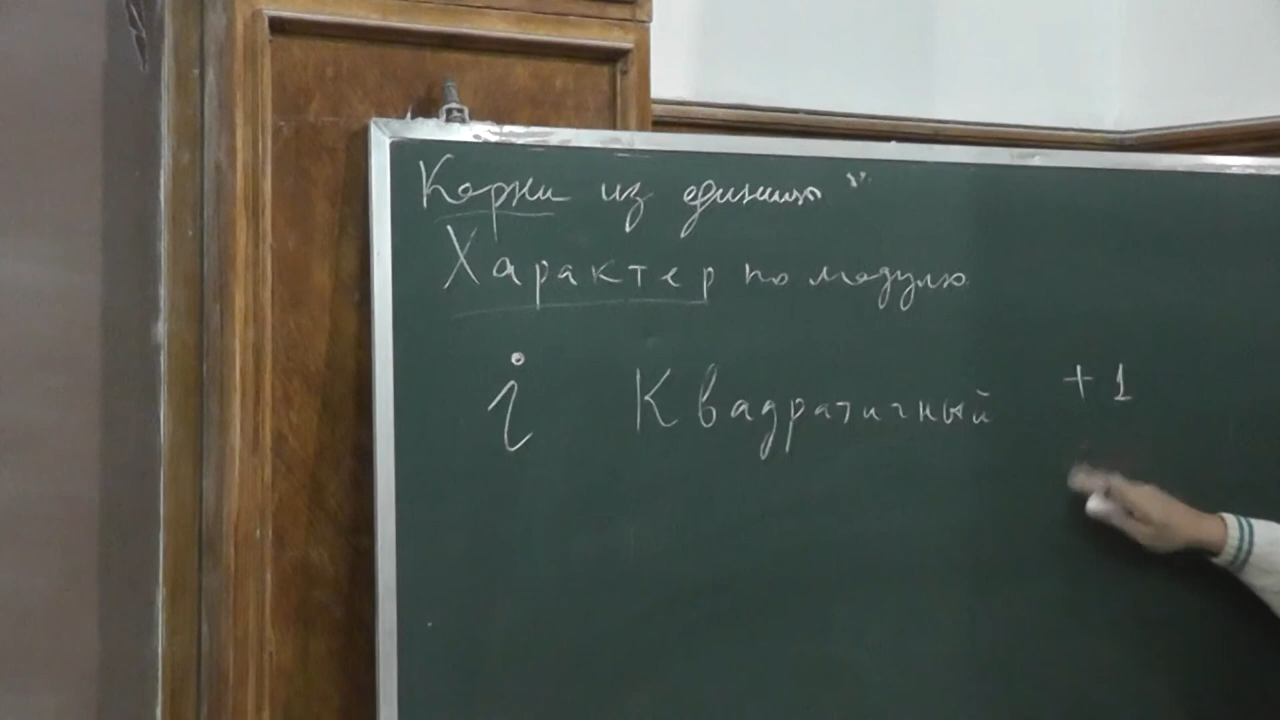 Корни из единицы
Характер по модулю
i Квадратичный +1